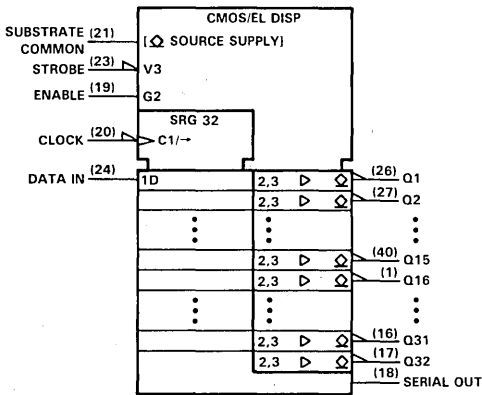 CMOS/EL DISP
SUBSTRATE COMMON (21) [ SOURCE SUPPLY]
STROBE (23) V3
ENABLE (19) G2
SRG 32
CLOCK (20) C1/→
DATA IN (24) 1D 2,3 (26) Q1
2,3 (27) Q2
2,3 (40) Q15
2,3 (1) Q16
2,3 (16) Q31
2,3 (17) Q32
(18) SERIAL OUT